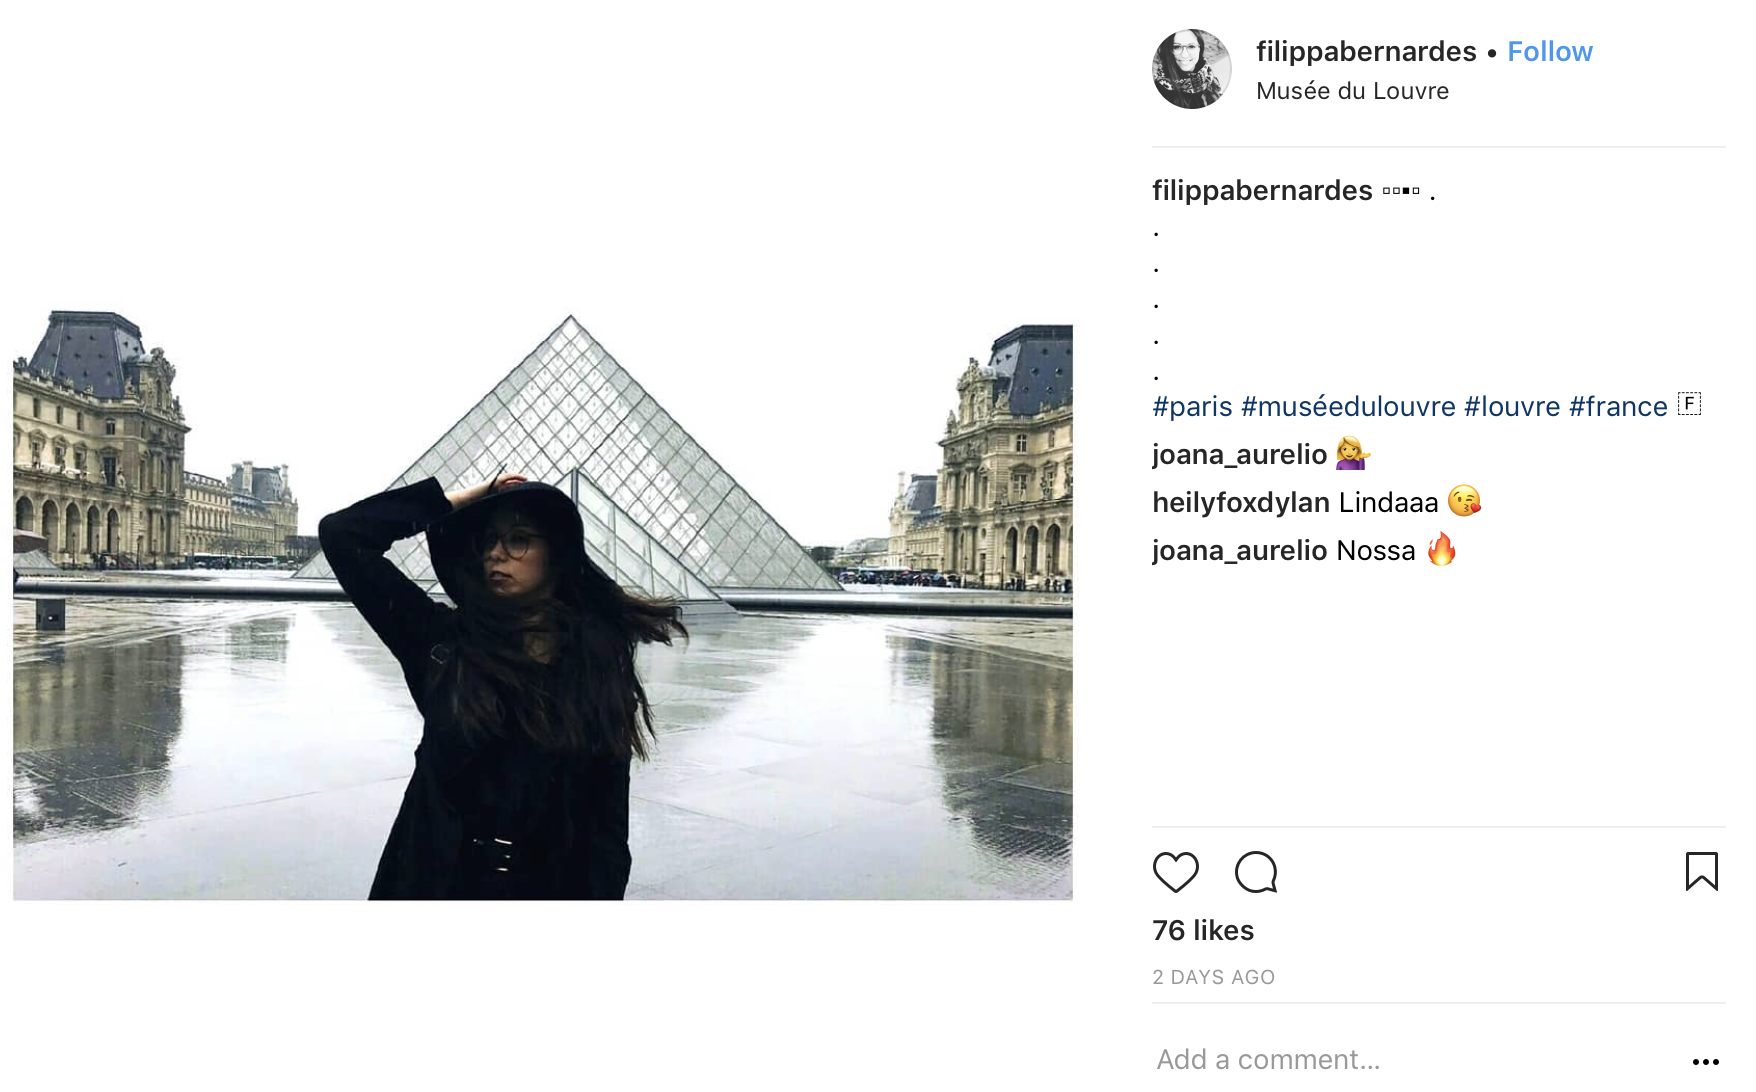 filippabernardes • Follow
Musée du Louvre
filippabernardes ▫▫▪▫ .
.
.
.
.
.
#paris #muséedulouvre #louvre #france 🇫
joana_aurelio 💁
heilyfoxdylan Lindaaa 😘
joana_aurelio Nossa 🔥
76 likes
2 DAYS AGO
Add a comment...